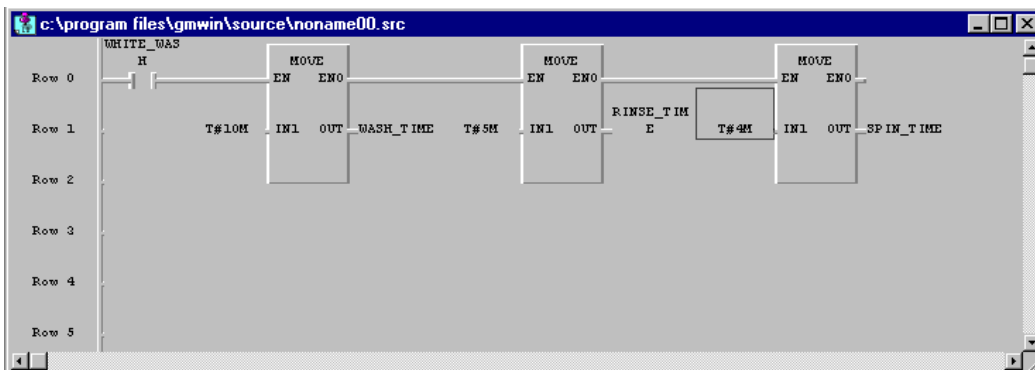 c:\program files\gmwin\source\noname00.src
WHITE_WAS
H
MOVE
MOVE
MOVE
Row 0
EN ENO
EN ENO
EN ENO
RINSE_TIM
E
Row 1
T#10M
IN1 OUT
WASH_TIME
T#5M
IN1 OUT
T#4M
IN1 OUT
SPIN_TIME
Row 2
Row 3
Row 4
Row 5